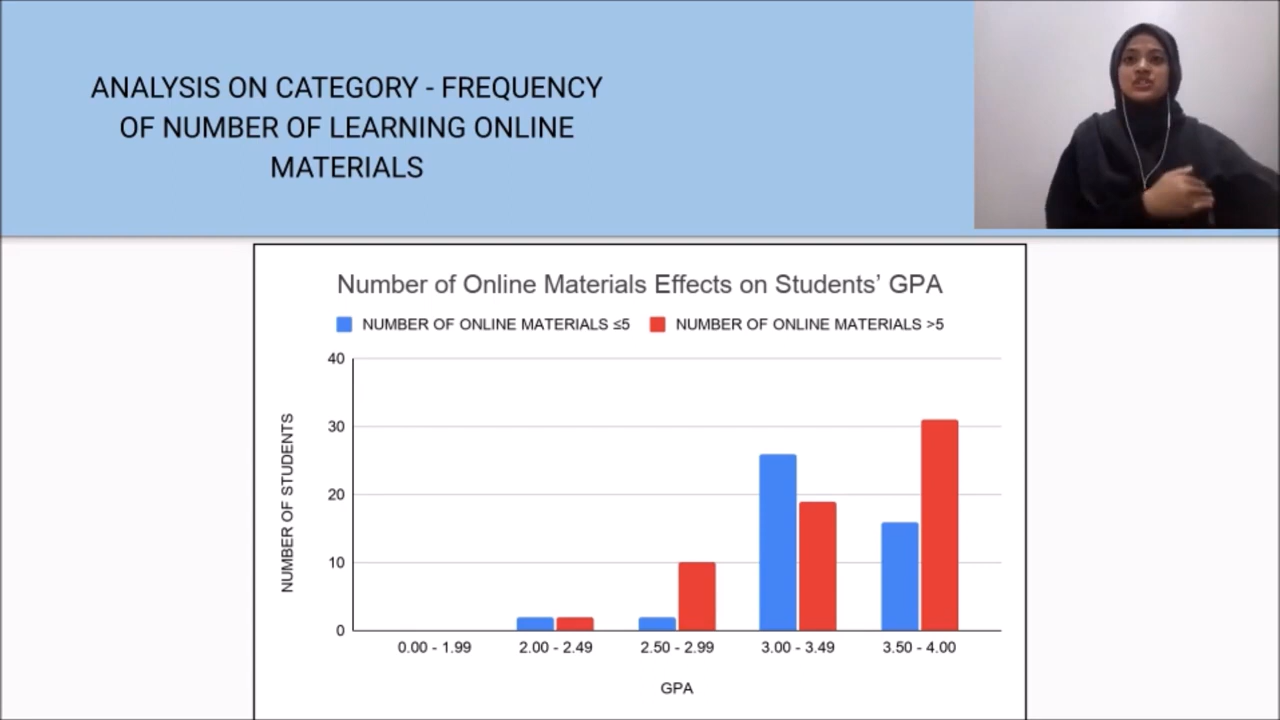 ANALYSIS ON CATEGORY - FREQUENCY
OF NUMBER OF LEARNING ONLINE
MATERIALS
Number of Online Materials Effects on Students’ GPA
NUMBER OF ONLINE MATERIALS ≤5
NUMBER OF ONLINE MATERIALS >5
NUMBER OF STUDENTS
40
30
20
10
0
0.00 - 1.99
2.00 - 2.49
2.50 - 2.99
3.00 - 3.49
3.50 - 4.00
GPA